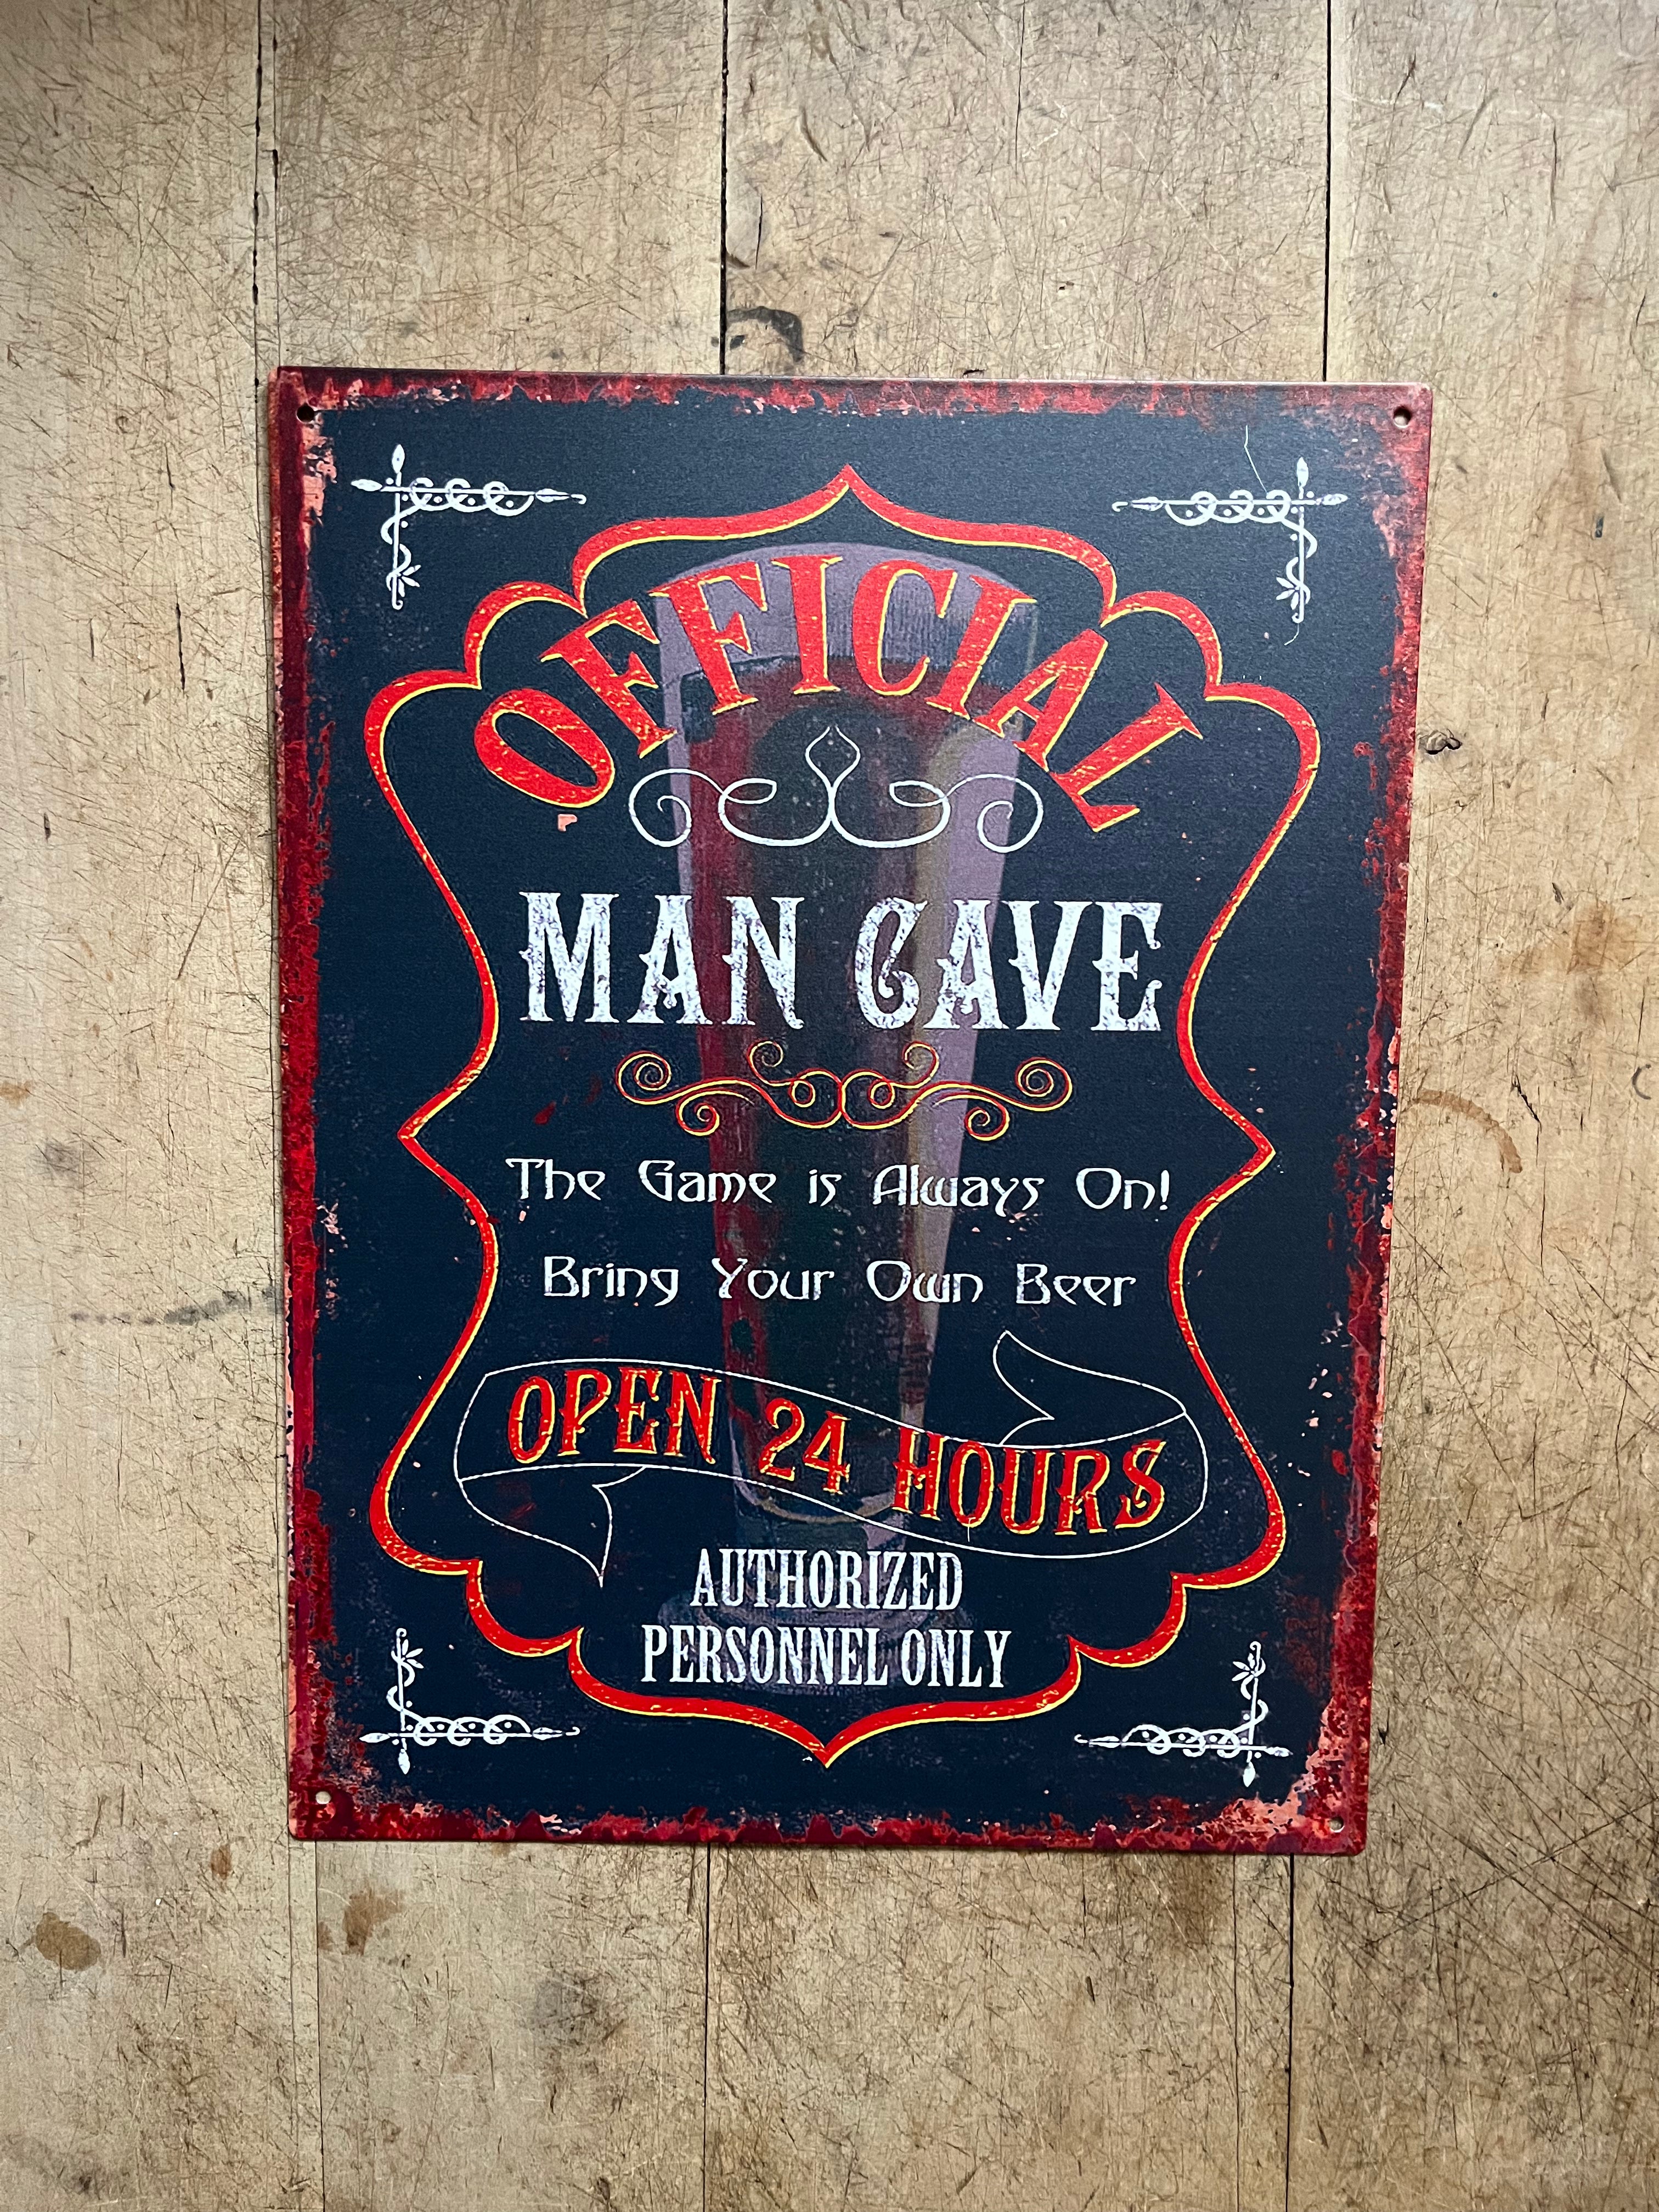 OFFICIAL
MAN CAVE
The Game is Always On!
Bring Your Own Beer
OPEN 24 HOURS
AUTHORIZED
PERSONNEL ONLY